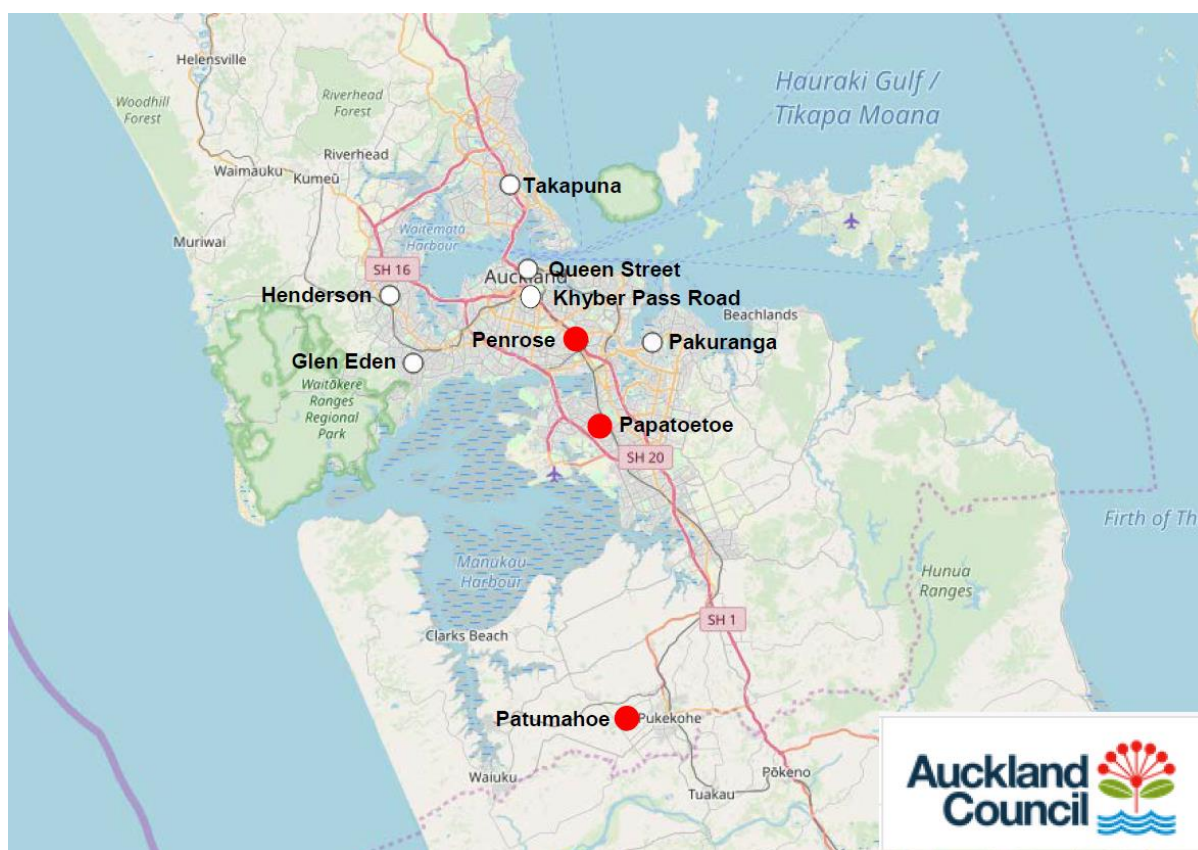 Helensville
Woodhill
Forest
Riverhead
Forest
Hauraki Gulf /
Tīkapa Moana
Riverhead
Waimauku
Kumeū
Takapuna
Muriwai
Waitematā
Harbour
SH 16
Auckland
Queen Street
Henderson
Khyber Pass Road
Beachlands
Penrose
Pakuranga
Glen Eden
Waitākere
Ranges
Regional
Park
Papatoetoe
SH 20
Firth of Th
Manukau
Harbour
Hunua
Ranges
SH 1
Clarks Beach
Patumahoe
Pukekohe
Waiuku
Pōkeno
Tuakau
Auckland
Council